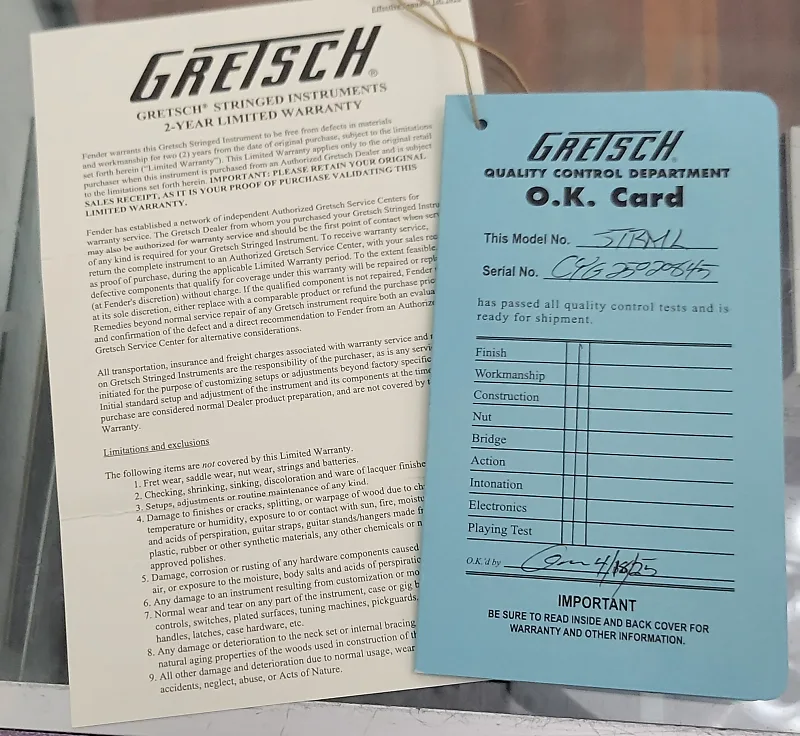 GRETSCH®
GRETSCH® STRINGED INSTRUMENTS
2-YEAR LIMITED WARRANTY
Fender warrants this Gretsch Stringed Instrument to be free from defects in materials
and workmanship for two (2) years from the date of original purchase, subject to the limitations
set forth herein ("Limited Warranty"). This Limited Warranty applies only to the original retail
purchaser when this instrument is purchased from an Authorized Gretsch Dealer and is subject
to the limitations set forth herein. IMPORTANT: PLEASE RETAIN YOUR ORIGINAL
SALES RECEIPT, AS IT IS YOUR PROOF OF PURCHASE VALIDATING THIS
LIMITED WARRANTY.
Fender has established a network of independent Authorized Gretsch Service Centers for
warranty service. The Gretsch Dealer from whom you purchased your Gretsch Stringed Instru
may also be authorized for warranty service and should be the first point of contact when ser
of any kind is required for your Gretsch Stringed Instrument. To receive warranty service,
return the complete instrument to an Authorized Gretsch Service Center, with your sales rec
as proof of purchase, during the applicable Limited Warranty period. To the extent feasible
defective components that qualify for coverage under this warranty will be repaired or repl
(at Fender's discretion) without charge. If the qualified component is not repaired, Fender
at its sole discretion, either replace with a comparable product or refund the purchase pric
Remedies beyond normal service repair of any Gretsch instrument require both an evalua
and confirmation of the defect and a direct recommendation to Fender from an Authorize
Gretsch Service Center for alternative considerations.
All transportation, insurance and freight charges associated with warranty service and
on Gretsch Stringed Instruments are the responsibility of the purchaser, as is any servi
initiated for the purpose of customizing setups or adjustments beyond factory specific
Initial standard setup and adjustment of the instrument and its components at the time
purchase are considered normal Dealer product preparation, and are not covered by t
Warranty.
Limitations and exclusions
The following items are not covered by this Limited Warranty.
1. Fret wear, saddle wear, nut wear, strings and batteries.
2. Checking, shrinking, sinking, discoloration and ware of lacquer finishe
3. Setups, adjustments or routine maintenance of any kind.
4. Damage to finishes or cracks, splitting, or warpage of wood due to ch
temperature or humidity, exposure to or contact with sun, fire, moistu
and acids of perspiration, guitar straps, guitar stands/hangers made fr
plastic, rubber or other synthetic materials, any other chemicals or n
approved polishes.
5. Damage, corrosion or rusting of any hardware components caused
air, or exposure to the moisture, body salts and acids of perspiratio
6. Any damage to an instrument resulting from customization or mo
7. Normal wear and tear on any part of the instrument, case or gig b
controls, switches, plated surfaces, tuning machines, pickguards,
handles, latches, case hardware, etc.
8. Any damage or deterioration to the neck set or internal bracing
natural aging properties of the woods used in construction of th
9. All other damage and deterioration due to normal usage, wear
accidents, neglect, abuse, or Acts of Nature.
GRETSCH®
QUALITY CONTROL DEPARTMENT
O.K. Card
This Model No. STRML
Serial No. CYG25920845
has passed all quality control tests and is
ready for shipment.
Finish
Workmanship
Construction
Nut
Bridge
Action
Intonation
Electronics
Playing Test
O.K.'d by 4/18/25
IMPORTANT
BE SURE TO READ INSIDE AND BACK COVER FOR
WARRANTY AND OTHER INFORMATION.